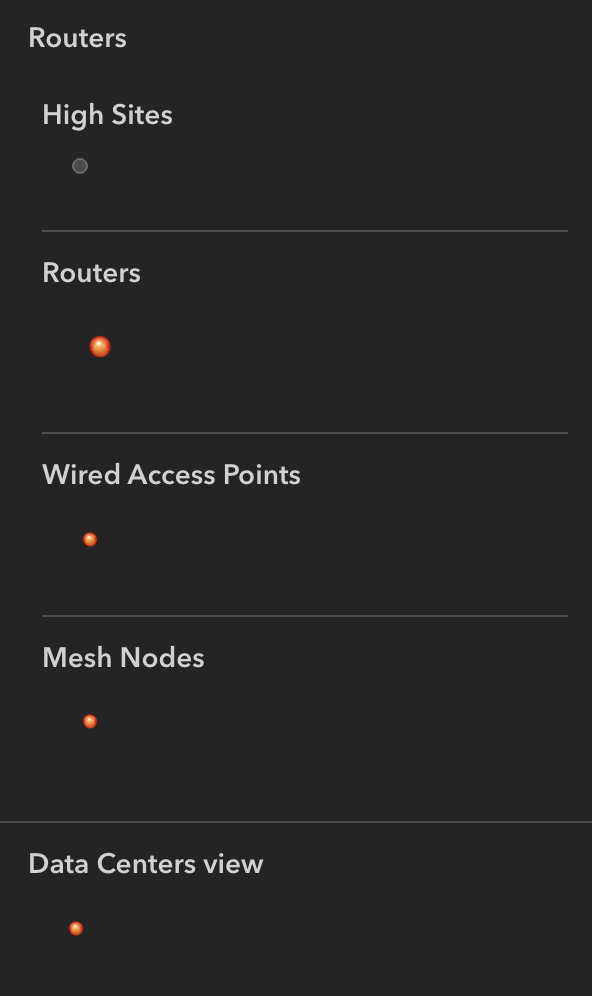 Routers
High Sites
Routers
Wired Access Points
Mesh Nodes
Data Centers view